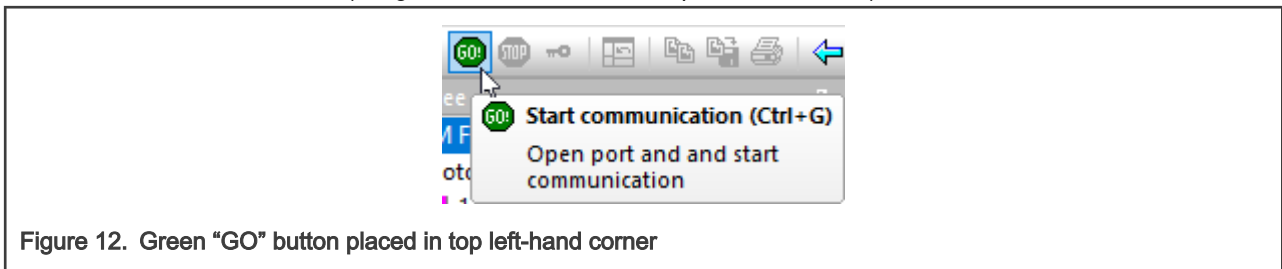 GO! STOP
GO! Start communication (Ctrl+G)
Open port and and start
communication
Figure 12. Green “GO” button placed in top left-hand corner